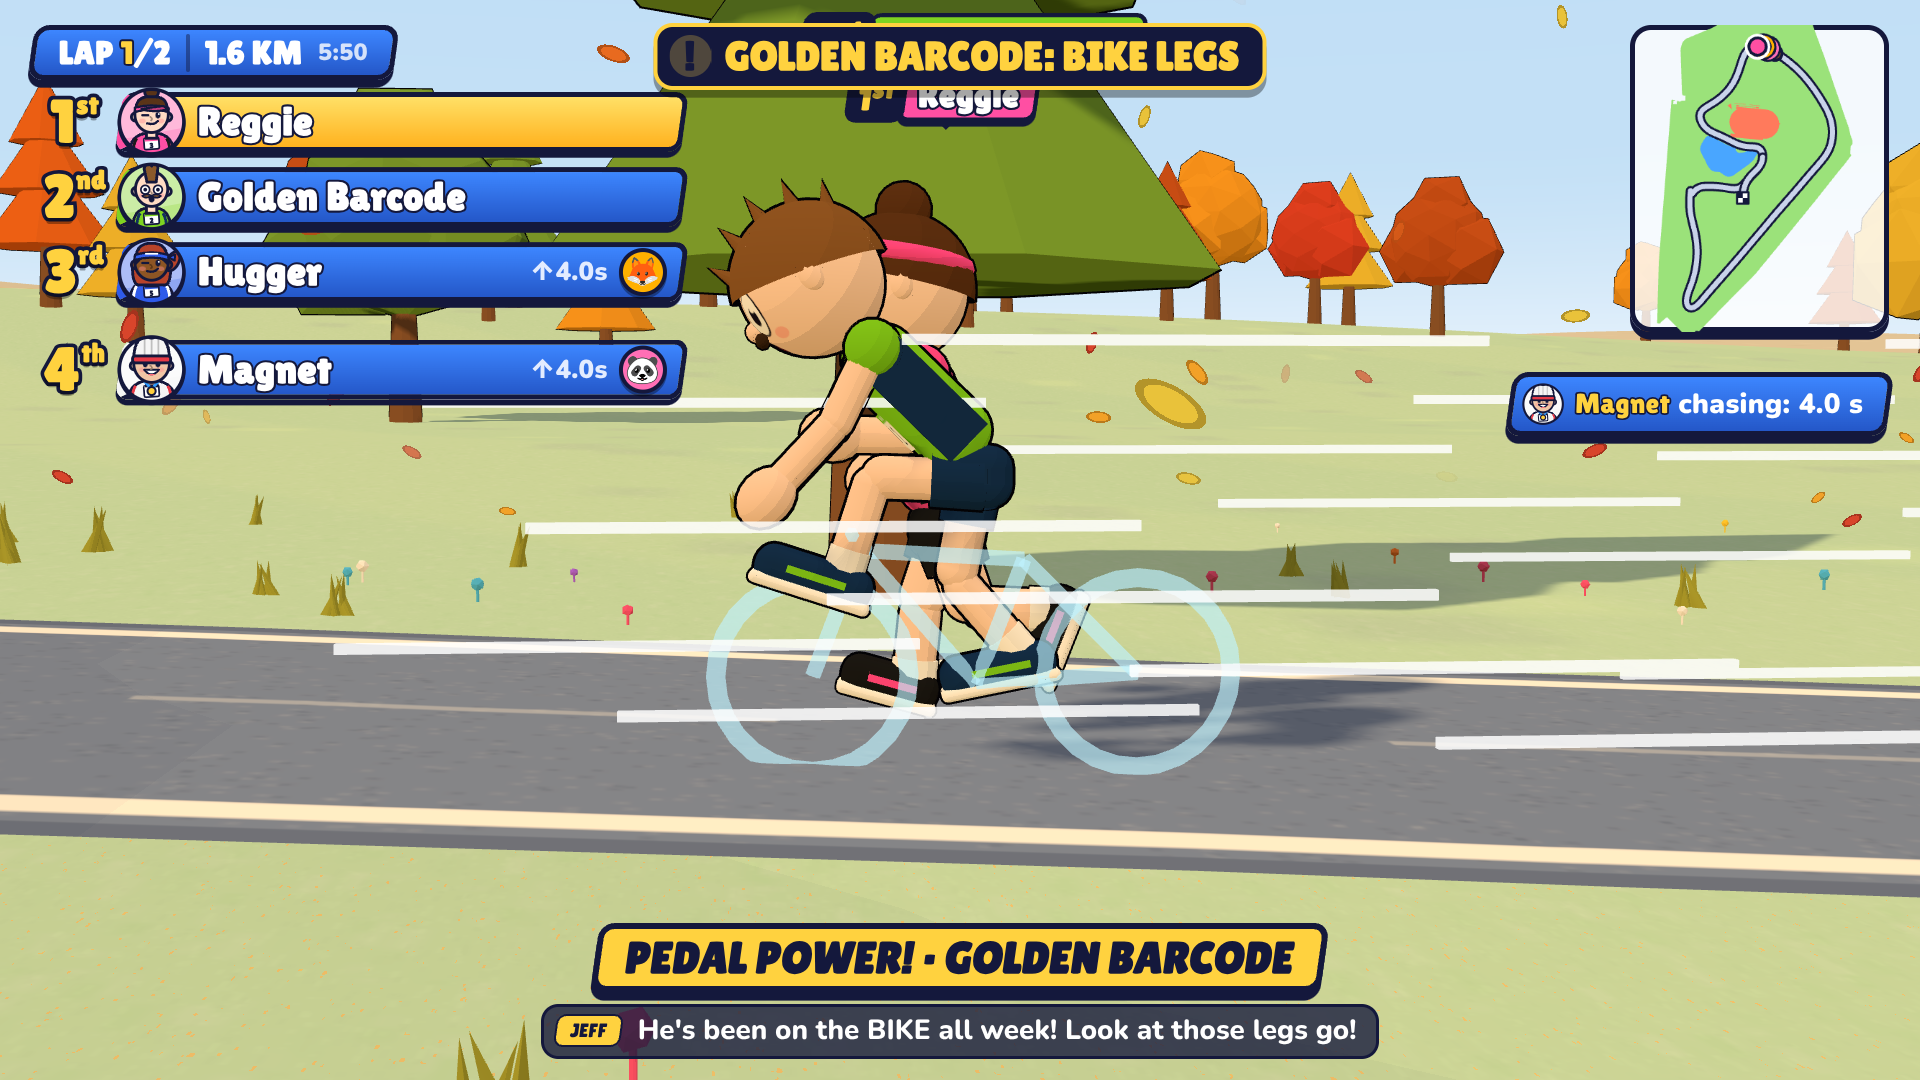 LAP 1/2 1.6 KM 5:50
! GOLDEN BARCODE: BIKE LEGS
1st Reggie
1st Reggie
2nd Golden Barcode
3rd Hugger ↑4.0s
4th Magnet ↑4.0s
Magnet chasing: 4.0 s
PEDAL POWER! · GOLDEN BARCODE
JEFF He's been on the BIKE all week! Look at those legs go!